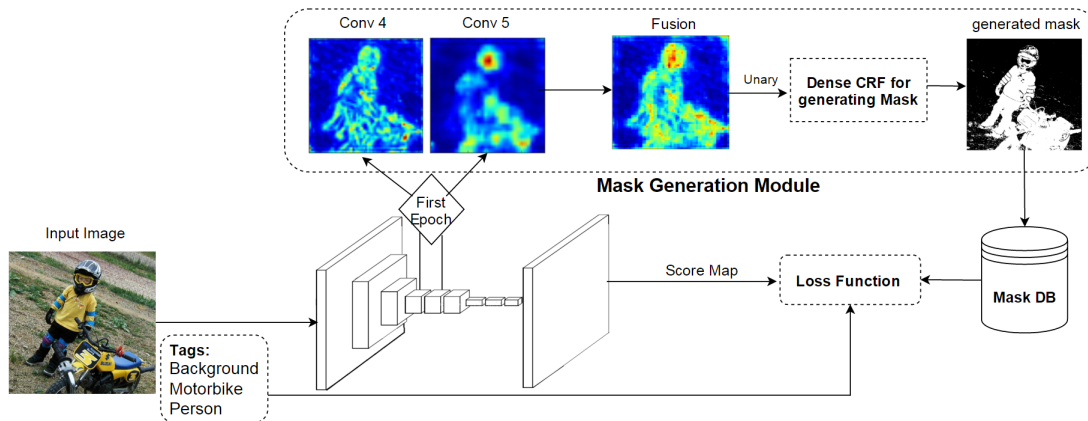 Conv 4
Conv 5
Fusion
generated mask
Unary
Dense CRF for
generating Mask
Mask Generation Module
First
Epoch
Input Image
Score Map
Loss Function
Mask DB
Tags:
Background
Motorbike
Person